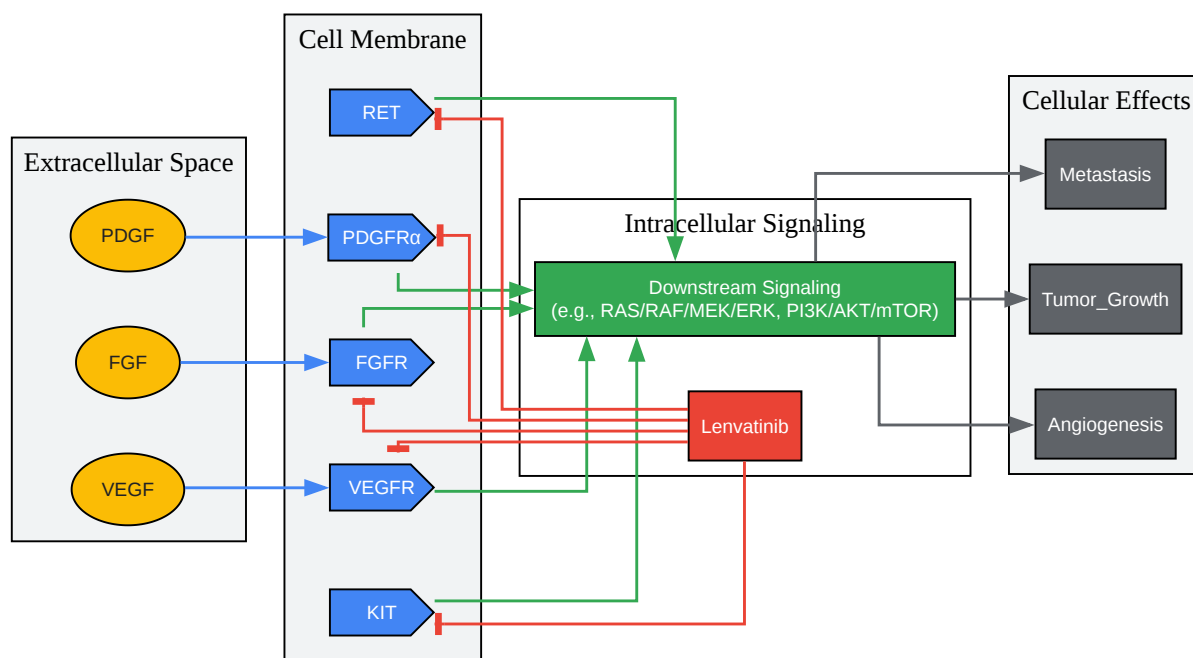 Extracellular Space
PDGF
FGF
VEGF
Cell Membrane
RET
PDGFRα
FGFR
VEGFR
KIT
Intracellular Signaling
Downstream Signaling
(e.g., RAS/RAF/MEK/ERK, PI3K/AKT/mTOR)
Lenvatinib
Cellular Effects
Metastasis
Tumor_Growth
Angiogenesis